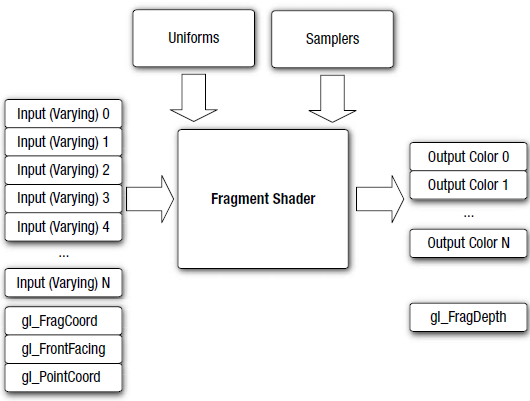 Uniforms
Samplers
Input (Varying) 0
Input (Varying) 1
Input (Varying) 2
Input (Varying) 3
Input (Varying) 4
...
Input (Varying) N
gl_FragCoord
gl_FrontFacing
gl_PointCoord
Fragment Shader
Output Color 0
Output Color 1
...
Output Color N
gl_FragDepth